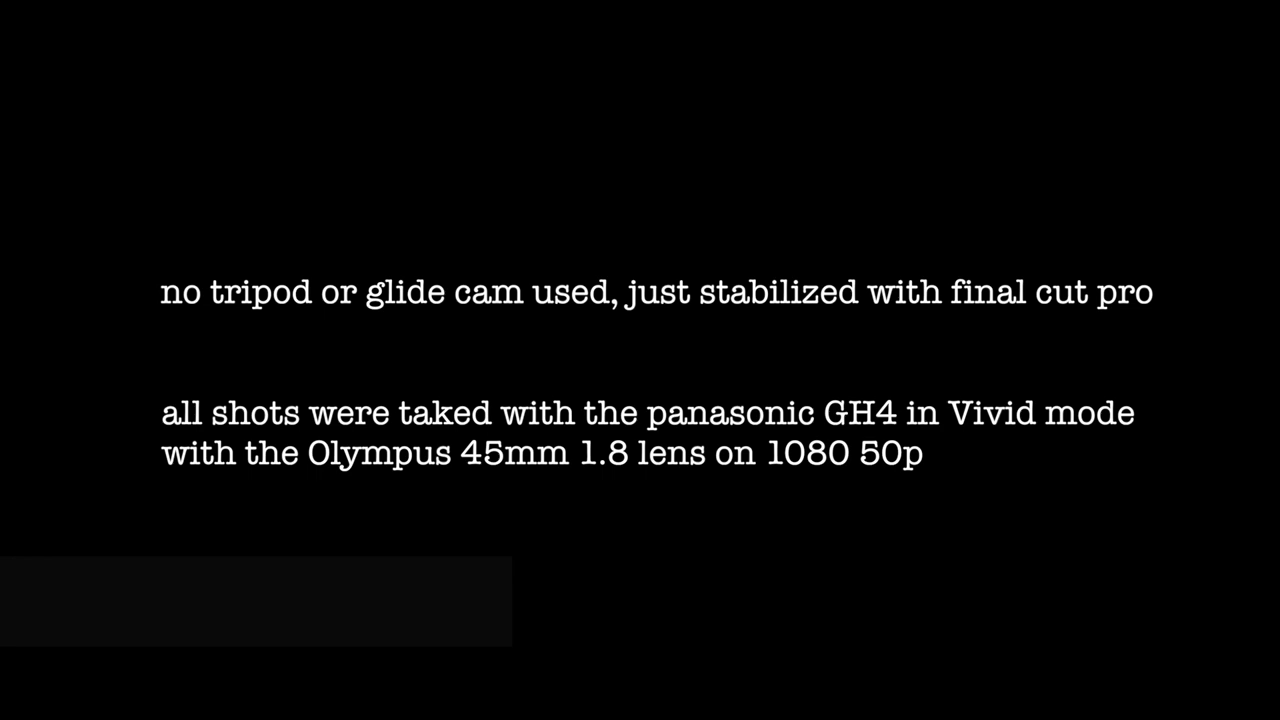 no tripod or glide cam used, just stabilized with final cut pro
all shots were taked with the panasonic GH4 in Vivid mode
with the Olympus 45mm 1.8 lens on 1080 50p